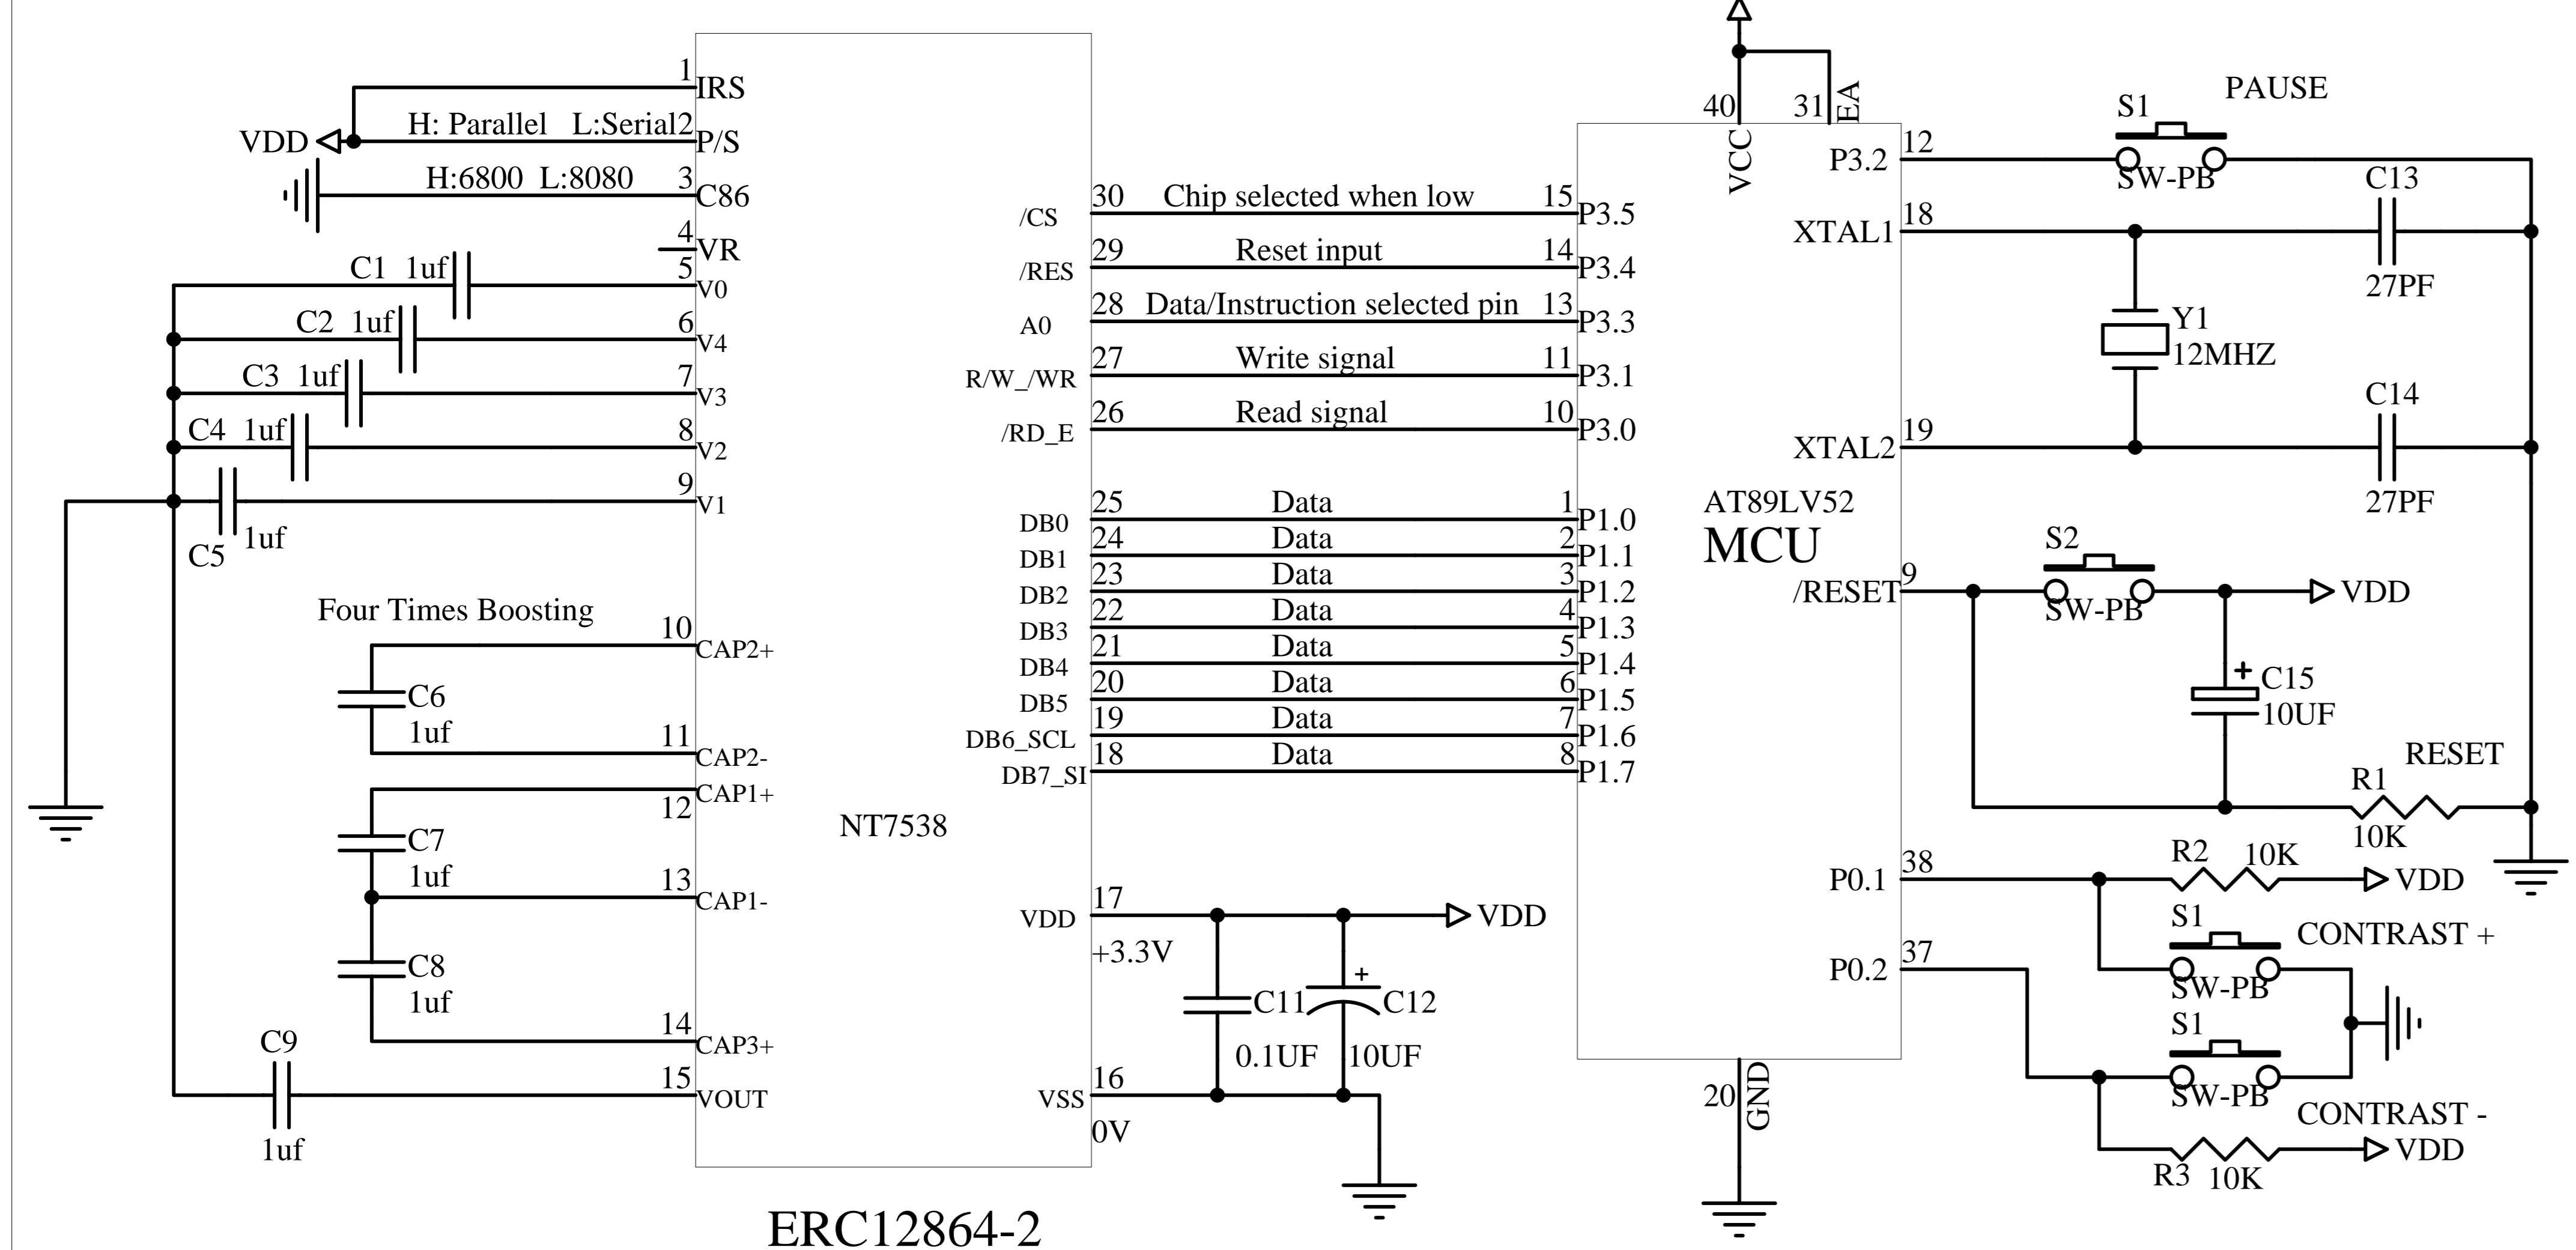 1
IRS
VDD
H: Parallel L:Serial
2
P/S
H:6800 L:8080
3
C86
4
VR
C1 1uf
5
V0
C2 1uf
6
V4
C3 1uf
7
V3
C4 1uf
8
V2
9
V1
C5
1uf
Four Times Boosting
10
CAP2+
C6
1uf
11
CAP2-
CAP1+
12
C7
1uf
13
CAP1-
C8
1uf
14
CAP3+
C9
15
VOUT
1uf
NT7538
ERC12864-2
/CS
30
Chip selected when low
15
P3.5
/RES
29
Reset input
14
P3.4
A0
28
Data/Instruction selected pin
13
P3.3
R/W_/WR
27
Write signal
11
P3.1
/RD_E
26
Read signal
10
P3.0
DB0
25
Data
1
P1.0
DB1
24
Data
2
P1.1
DB2
23
Data
3
P1.2
DB3
22
Data
4
P1.3
DB4
21
Data
5
P1.4
DB5
20
Data
6
P1.5
DB6_SCL
19
Data
7
P1.6
DB7_SI
18
Data
8
P1.7
VDD
17
VDD
+3.3V
C11
0.1UF
C12
10UF
VSS
16
0V
40
VCC
31
EA
AT89LV52
MCU
20
GND
P3.2
12
S1
PAUSE
SW-PB
XTAL1
18
C13
27PF
Y1
12MHZ
XTAL2
19
C14
27PF
/RESET
9
S2
SW-PB
VDD
C15
10UF
RESET
R1
10K
P0.1
38
R2 10K
VDD
S1
CONTRAST +
SW-PB
P0.2
37
S1
SW-PB
CONTRAST -
VDD
R3 10K